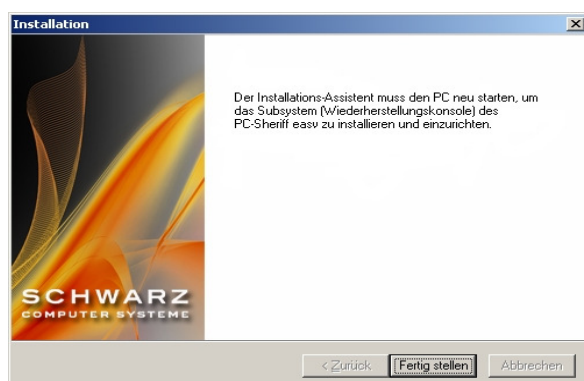 Installation
Der Installations-Assistent muss den PC neu starten, um
das Subsystem (Wiederherstellungskonsole) des
PC-Sheriff easy zu installieren und einzurichten.
SCHWARZ
COMPUTER SYSTEME
< Zurück
Fertig stellen
Abbrechen